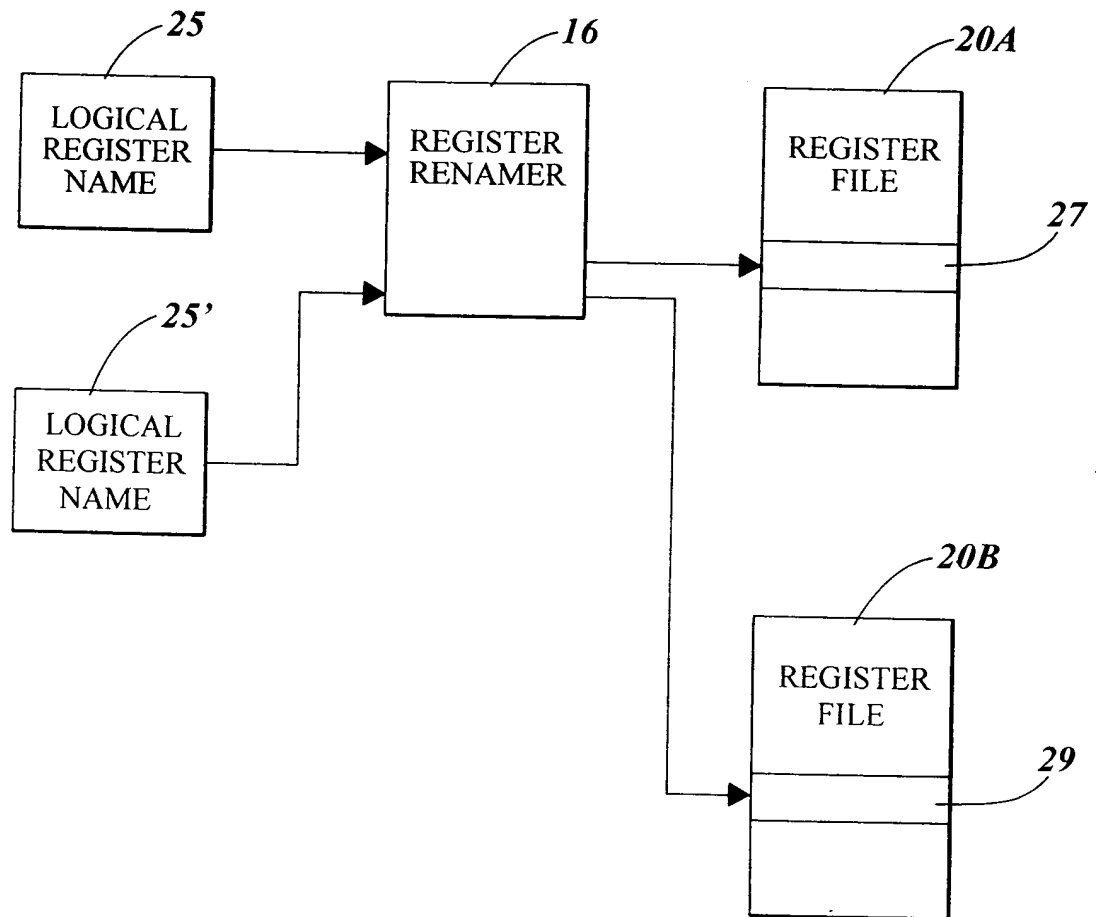 25
16
20A
LOGICAL
REGISTER
NAME
REGISTER
RENAMER
REGISTER
FILE
27
25’
LOGICAL
REGISTER
NAME
20B
REGISTER
FILE
29